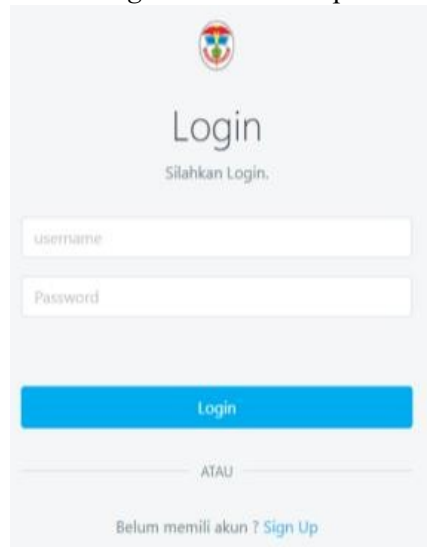 Login
Silahkan Login.
username
Password
Login
ATAU
Belum memili akun ? Sign Up